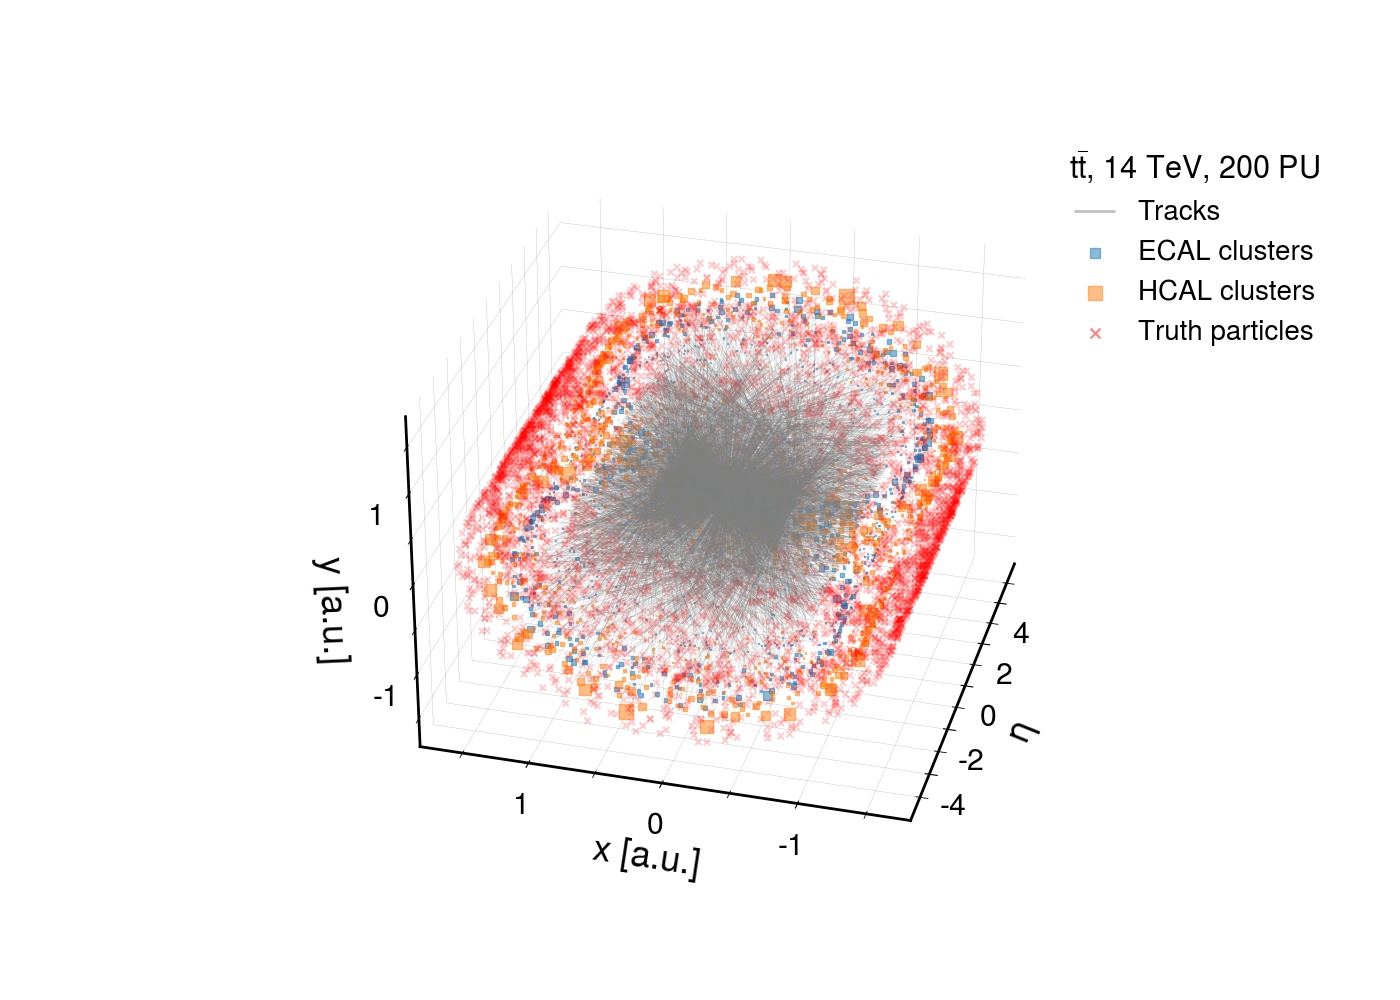 tt̄, 14 TeV, 200 PU
Tracks
ECAL clusters
HCAL clusters
Truth particles
1
0
-1
y [a.u.]
1
0
-1
x [a.u.]
4
2
0
-2
-4
η